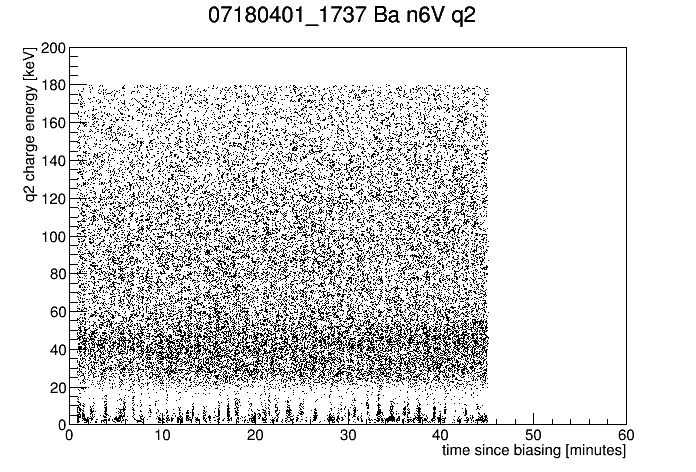 07180401_1737 Ba n6V q2
q2 charge energy [keV]
200
180
160
140
120
100
80
60
40
20
0
0 10 20 30 40 50 60
time since biasing [minutes]